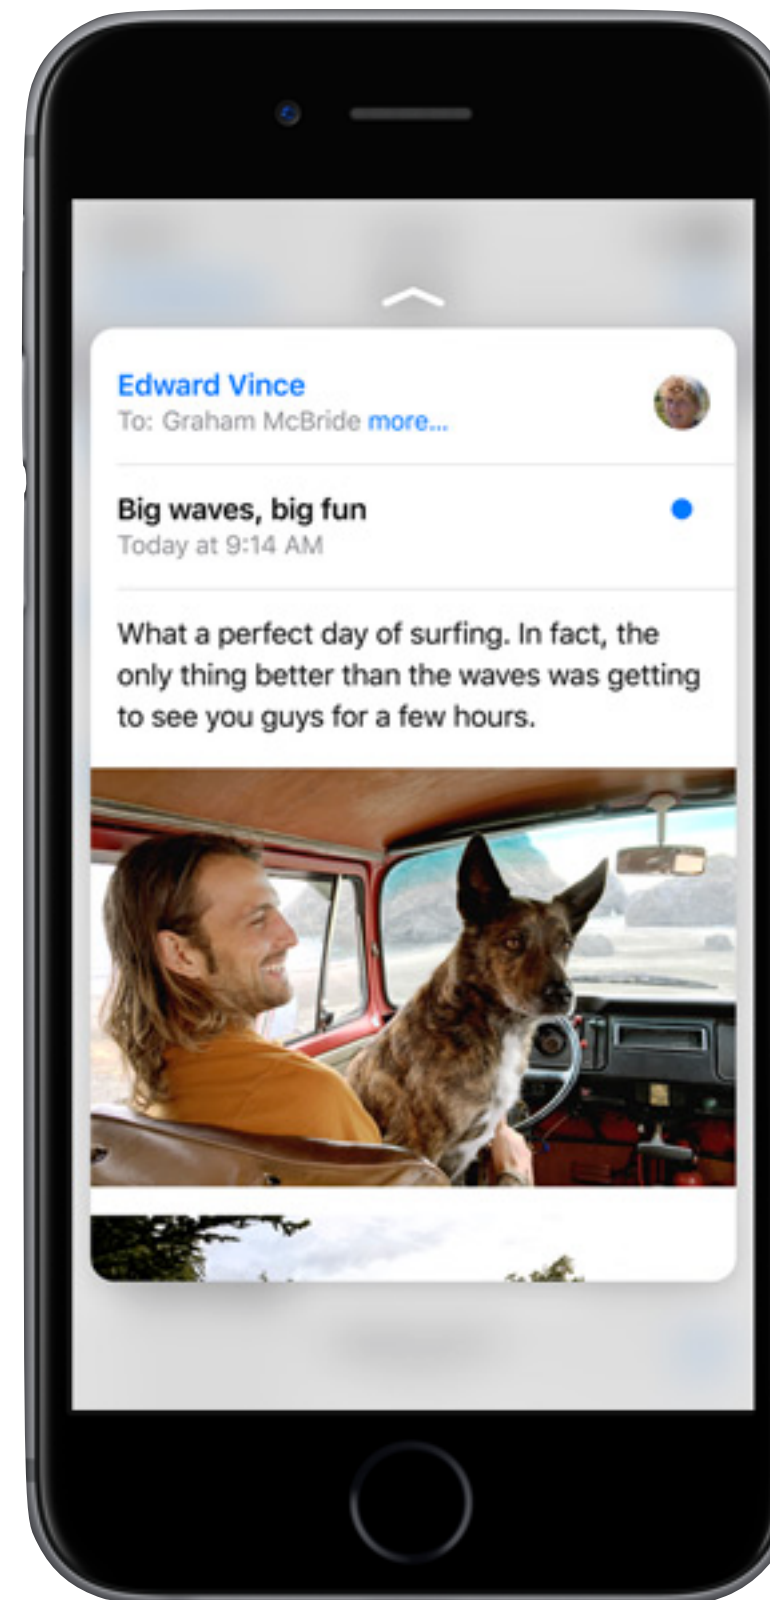 Edward Vince
To: Graham McBride more...
Big waves, big fun
Today at 9:14 AM
What a perfect day of surfing. In fact, the
only thing better than the waves was getting
to see you guys for a few hours.